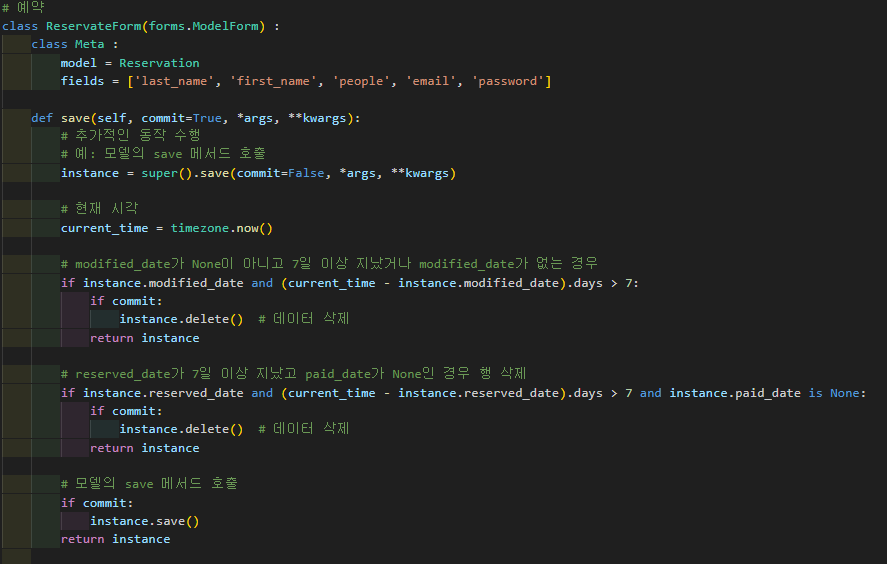 # 예약
class ReservateForm(forms.ModelForm) :
    class Meta :
        model = Reservation
        fields = ['last_name', 'first_name', 'people', 'email', 'password']

    def save(self, commit=True, *args, **kwargs):
        # 추가적인 동작 수행
        # 예: 모델의 save 메서드 호출
        instance = super().save(commit=False, *args, **kwargs)

        # 현재 시각
        current_time = timezone.now()

        # modified_date가 None이 아니고 7일 이상 지났거나 modified_date가 없는 경우
        if instance.modified_date and (current_time - instance.modified_date).days > 7:
            if commit:
                instance.delete()  # 데이터 삭제
            return instance

        # reserved_date가 7일 이상 지났고 paid_date가 None인 경우 행 삭제
        if instance.reserved_date and (current_time - instance.reserved_date).days > 7 and instance.paid_date is None:
            if commit:
                instance.delete()  # 데이터 삭제
            return instance

        # 모델의 save 메서드 호출
        if commit:
            instance.save()
        return instance